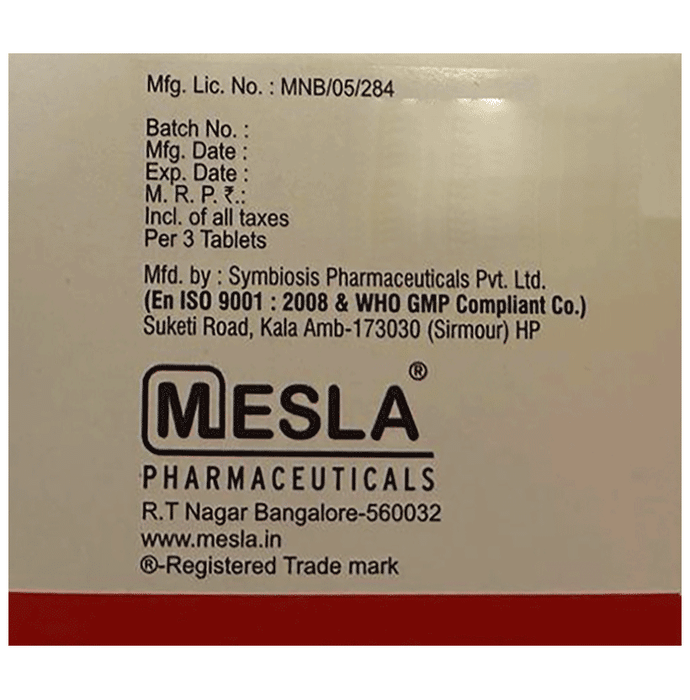 Mfg. Lic. No. : MNB/05/284
Batch No. :
Mfg. Date :
Exp. Date :
M. R. P. ₹.:
Incl. of all taxes
Per 3 Tablets
Mfd. by : Symbiosis Pharmaceuticals Pvt. Ltd.
(En ISO 9001 : 2008 & WHO GMP Compliant Co.)
Suketi Road, Kala Amb-173030 (Sirmour) HP
MESLA®
PHARMACEUTICALS
R.T Nagar Bangalore-560032
www.mesla.in
®-Registered Trade mark